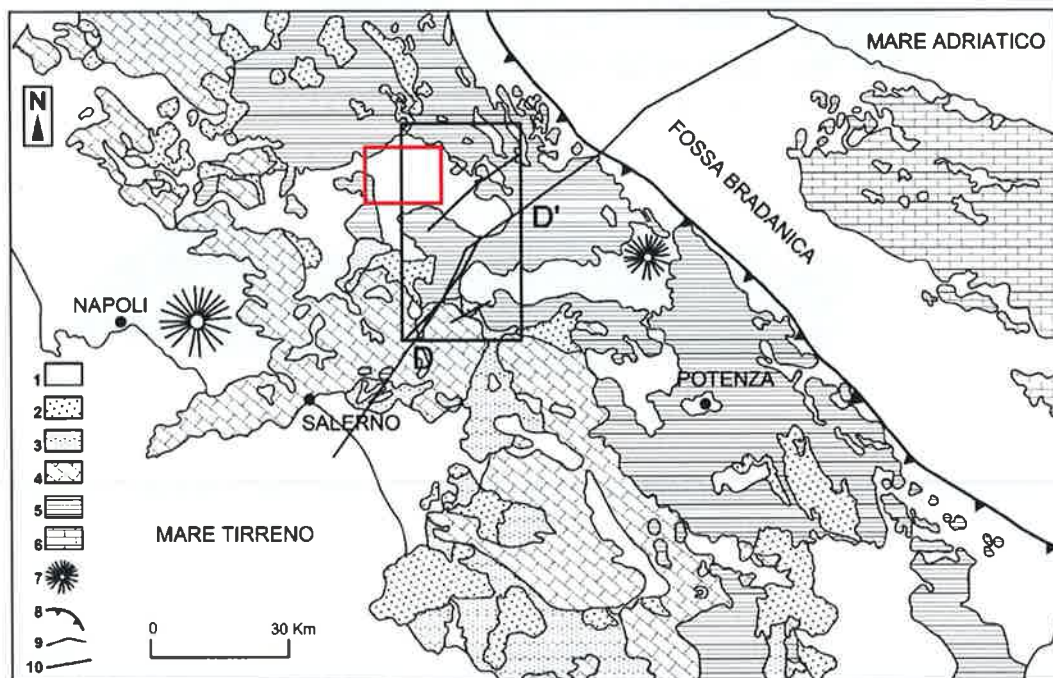 MARE ADRIATICO
N
FOSSA BRADANICA
D'
NAPOLI
D
POTENZA
SALERNO
MARE TIRRENO
0 30 Km
1
2
3
4
5
6
7
8
9
10